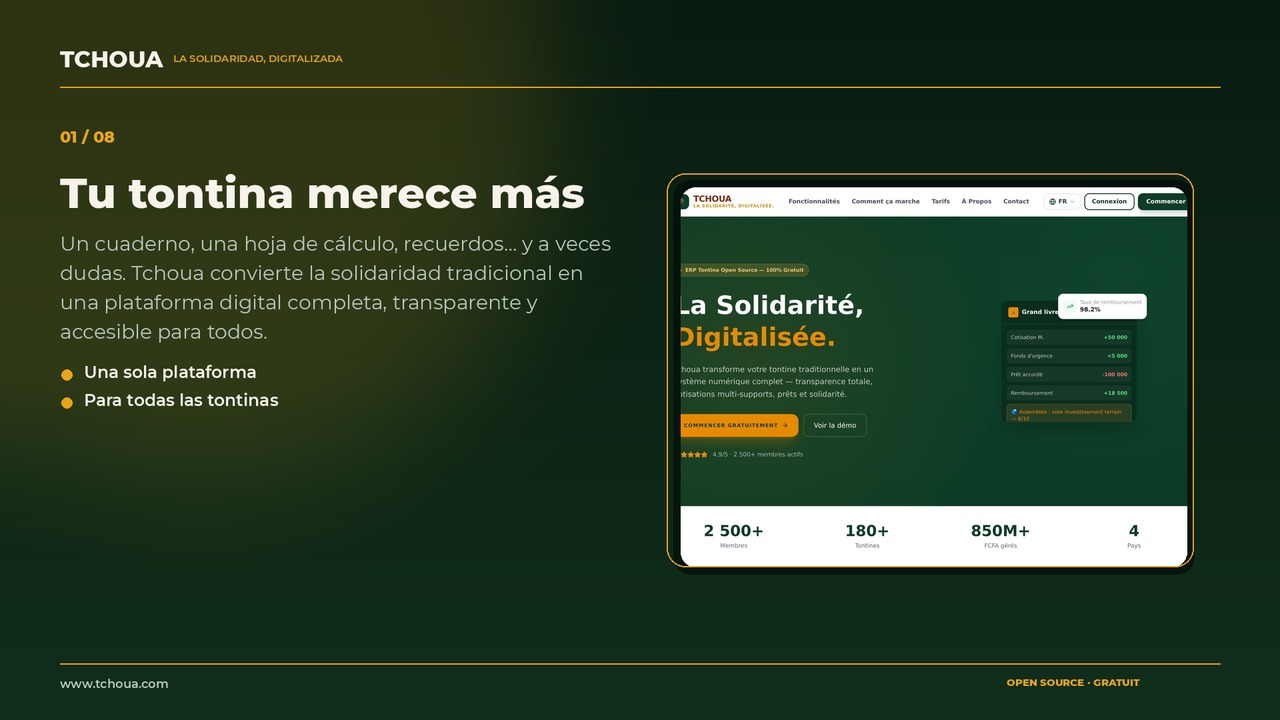 TCHOUA LA SOLIDARIDAD, DIGITALIZADA
01 / 08
Tu tontina merece más
Un cuaderno, una hoja de cálculo, recuerdos… y a veces
dudas. Tchoua convierte la solidaridad tradicional en
una plataforma digital completa, transparente y
accesible para todos.
Una sola plataforma
Para todas las tontinas
TCHOUA
LA SOLIDARITÉ, DIGITALISÉE.
Fonctionnalités Comment ça marche Tarifs À Propos Contact FR Connexion Commencer
ERP Tontine Open Source — 100% Gratuit
La Solidarité,
Digitalisée.
choua transforme votre tontine traditionnelle en un
ystème numérique complet — transparence totale,
otisations multi-supports, prêts et solidarité.
COMMENCER GRATUITEMENT →
Voir la démo
4,9/5 · 2 500+ membres actifs
Grand livre
Taux de remboursement
98.2%
Cotisation M. +50 000
Fonds d'urgence +5 000
Prêt accordé -100 000
Remboursement +18 500
Assemblée · vote investissement terrain
— 6/10
2 500+ 180+ 850M+ 4
Membres Tontines FCFA gérés Pays
www.tchoua.com
OPEN SOURCE · GRATUIT